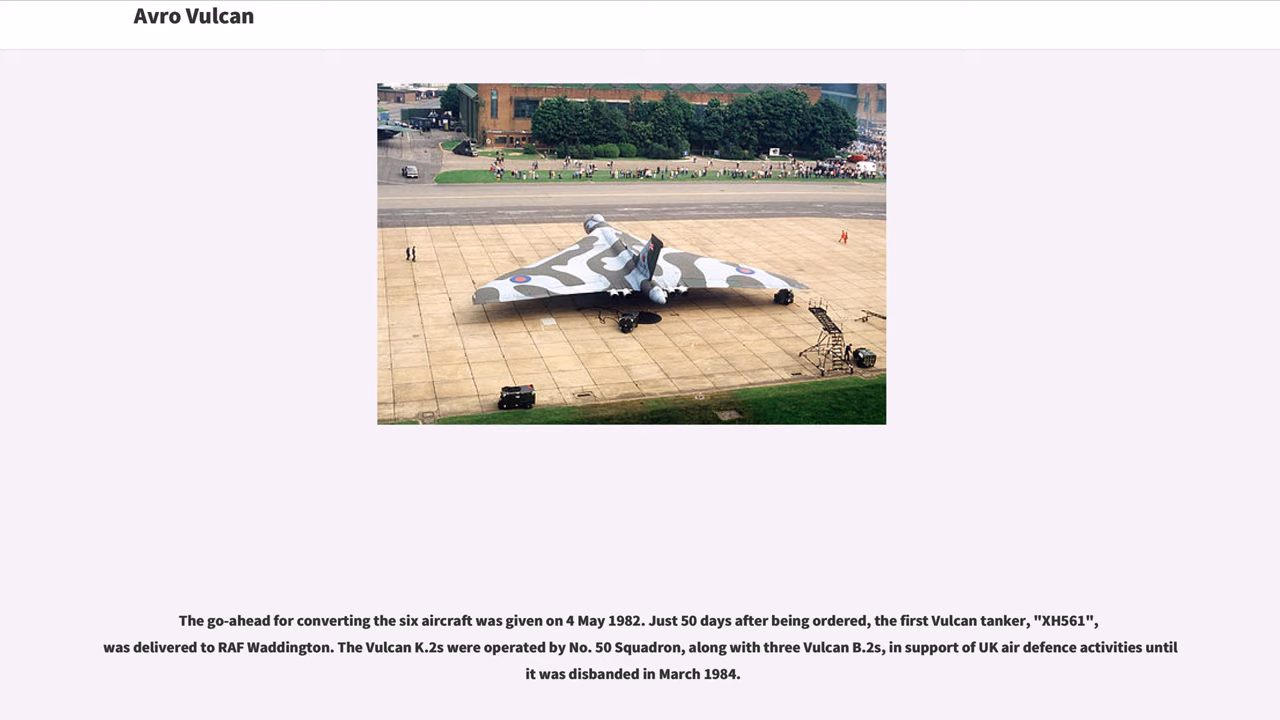 Avro Vulcan
The go-ahead for converting the six aircraft was given on 4 May 1982. Just 50 days after being ordered, the first Vulcan tanker, "XH561",
was delivered to RAF Waddington. The Vulcan K.2s were operated by No. 50 Squadron, along with three Vulcan B.2s, in support of UK air defence activities until
it was disbanded in March 1984.